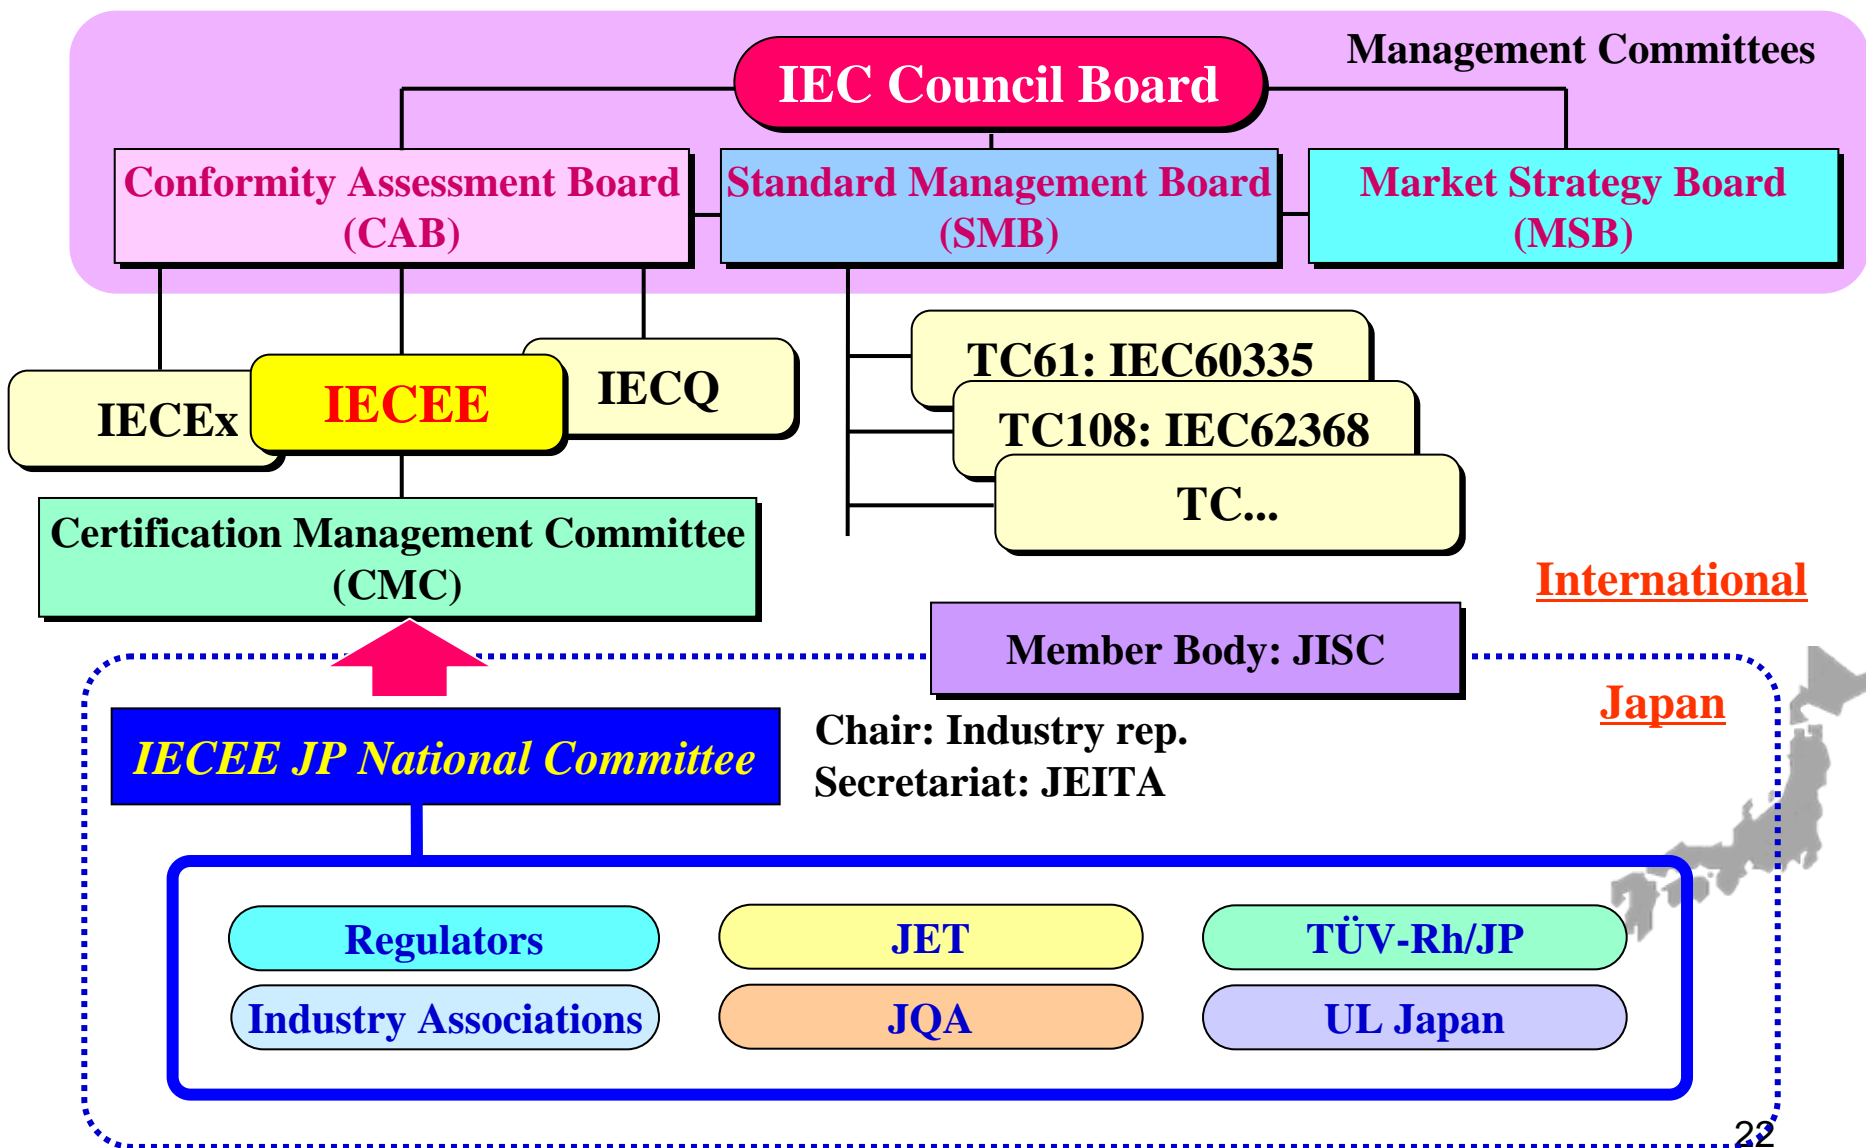 Management Committees
IEC Council Board
Conformity Assessment Board
(CAB)
Standard Management Board
(SMB)
Market Strategy Board
(MSB)
IECEx
IECEE
IECQ
TC61: IEC60335
TC108: IEC62368
TC...
Certification Management Committee
(CMC)
International
Member Body: JISC
Japan
IECEE JP National Committee
Chair: Industry rep.
Secretariat: JEITA
Regulators
JET
TÜV-Rh/JP
Industry Associations
JQA
UL Japan
22